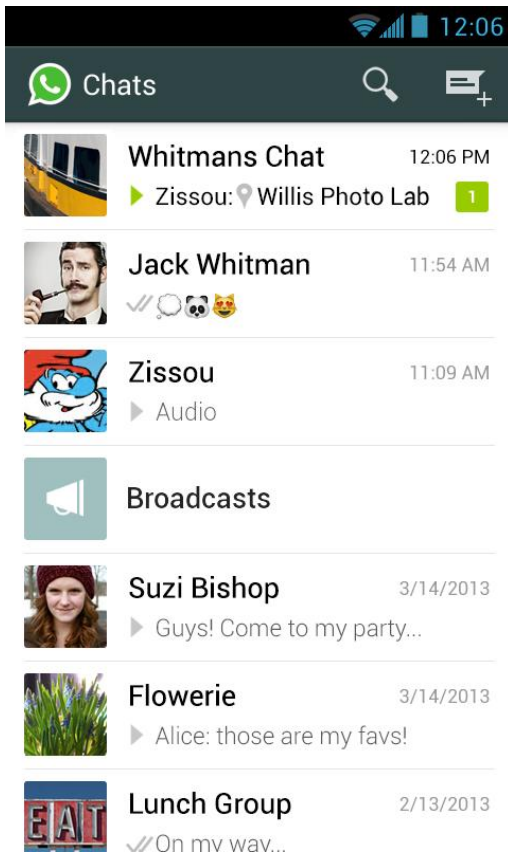 12:06
Chats
Whitmans Chat 12:06 PM
Zissou: Willis Photo Lab 1
Jack Whitman 11:54 AM
💭🐼😻
Zissou 11:09 AM
Audio
Broadcasts
Suzi Bishop 3/14/2013
Guys! Come to my party...
Flowerie 3/14/2013
Alice: those are my favs!
EAT
Lunch Group 2/13/2013
On my way...